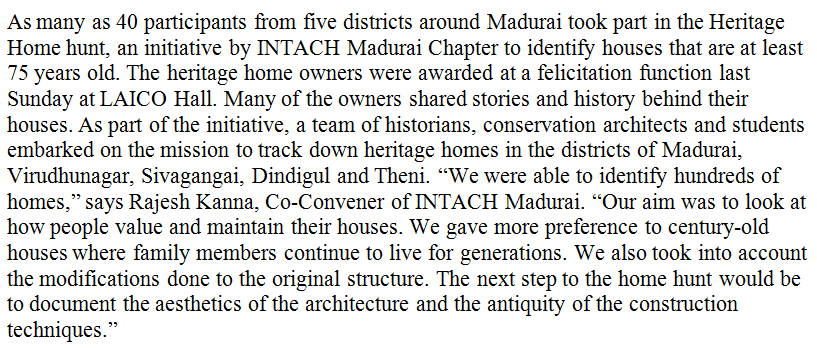 As many as 40 participants from five districts around Madurai took part in the Heritage
Home hunt, an initiative by INTACH Madurai Chapter to identify houses that are at least
75 years old. The heritage home owners were awarded at a felicitation function last
Sunday at LAICO Hall. Many of the owners shared stories and history behind their
houses. As part of the initiative, a team of historians, conservation architects and students
embarked on the mission to track down heritage homes in the districts of Madurai,
Virudhunagar, Sivagangai, Dindigul and Theni. “We were able to identify hundreds of
homes,” says Rajesh Kanna, Co-Convener of INTACH Madurai. “Our aim was to look at
how people value and maintain their houses. We gave more preference to century-old
houses where family members continue to live for generations. We also took into account
the modifications done to the original structure. The next step to the home hunt would be
to document the aesthetics of the architecture and the antiquity of the construction
techniques.”